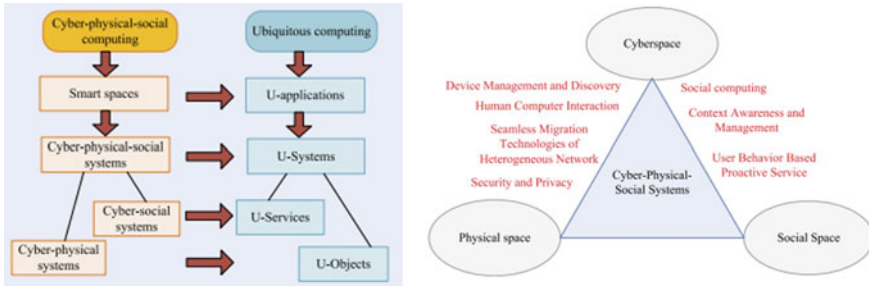 Cyber-physical-social
computing
Ubiquitous computing
Smart spaces
U-applications
Cyber-physical-social
systems
U-Systems
Cyber-social
systems
U-Services
Cyber-physical
systems
U-Objects
Cyberspace
Device Management and Discovery
Human Computer Interaction
Seamless Migration
Technologies of
Heterogeneous Network
Security and Privacy
Social computing
Context Awareness and
Management
User Behavior Based
Proactive Service
Cyber-Physical-
Social Systems
Physical space
Social Space